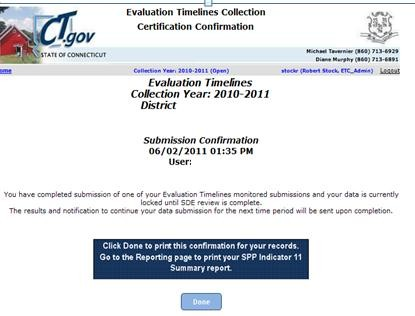 Evaluation Timelines Collection
Certification Confirmation
CT.gov
STATE OF CONNECTICUT
Michael Tavernier (860) 713-6929
Diane Murphy (860) 713-6891
ome
Collection Year: 2010-2011 (Open)
stockr (Robert Stock, ETC_Admin)
Logout
Evaluation Timelines
Collection Year: 2010-2011
District
Submission Confirmation
06/02/2011 01:35 PM
User:
You have completed submission of one of your Evaluation Timelines monitored submissions and your data is currently
locked until SDE review is complete.
The results and notification to continue your data submission for the next time period will be sent upon completion.
Click Done to print this confirmation for your records.
Go to the Reporting page to print your SPP Indicator 11
Summary report.
Done